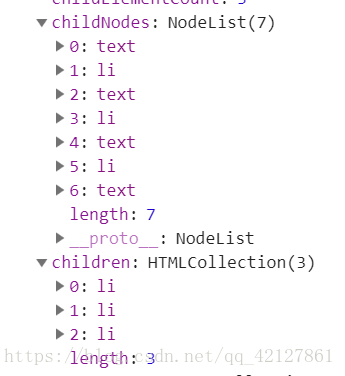 childElementCount: 3
childNodes: NodeList(7)
0: text
1: li
2: text
3: li
4: text
5: li
6: text
length: 7
__proto__: NodeList
children: HTMLCollection(3)
0: li
1: li
2: li
https://blog.csdn.net/qq_42127861
length: 3